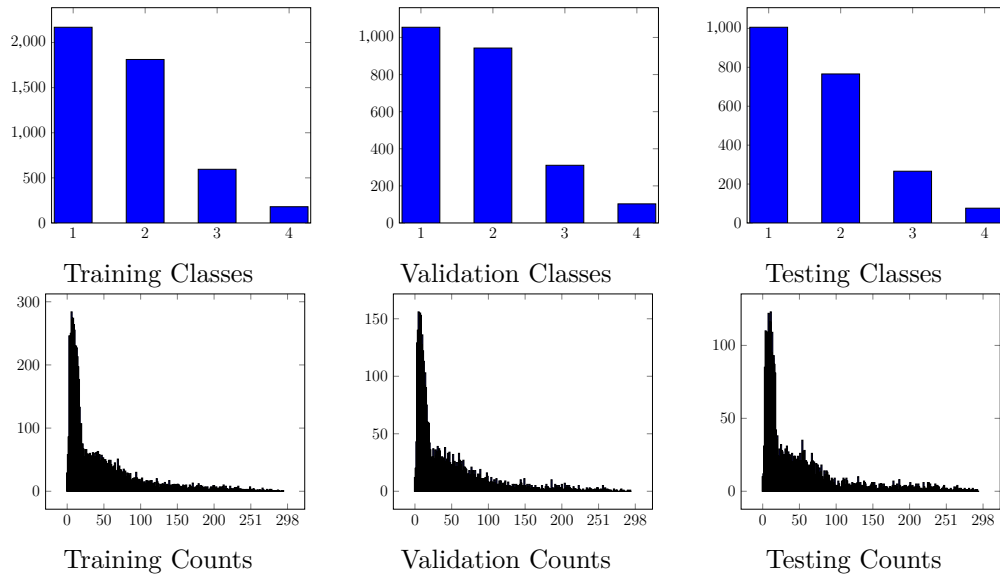 2,000
1,500
1,000
500
0
1 2 3 4
Training Classes
1,000
800
600
400
200
0
1 2 3 4
Validation Classes
1,000
800
600
400
200
0
1 2 3 4
Testing Classes
300
200
100
0
0 50 100 150 200 251 298
Training Counts
150
100
50
0
0 50 100 150 200 251 298
Validation Counts
100
50
0
0 50 100 150 200 251 298
Testing Counts